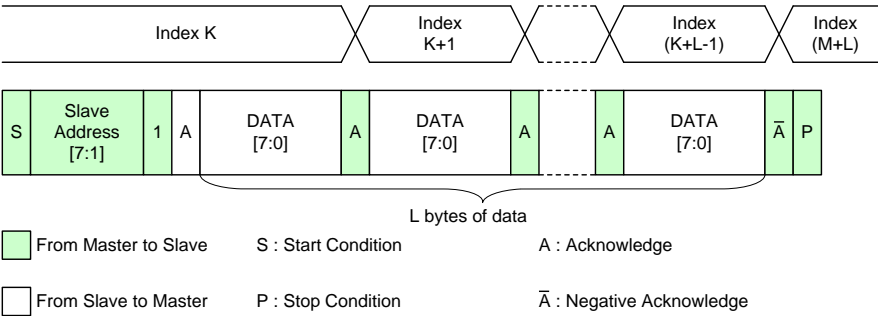 Index K
Index
K+1
Index
(K+L-1)
Index
(M+L)
S
Slave
Address
[7:1]
1
A
DATA
[7:0]
A
DATA
[7:0]
A
A
DATA
[7:0]
A̅
P
L bytes of data
From Master to Slave
S : Start Condition
A : Acknowledge
From Slave to Master
P : Stop Condition
A̅ : Negative Acknowledge